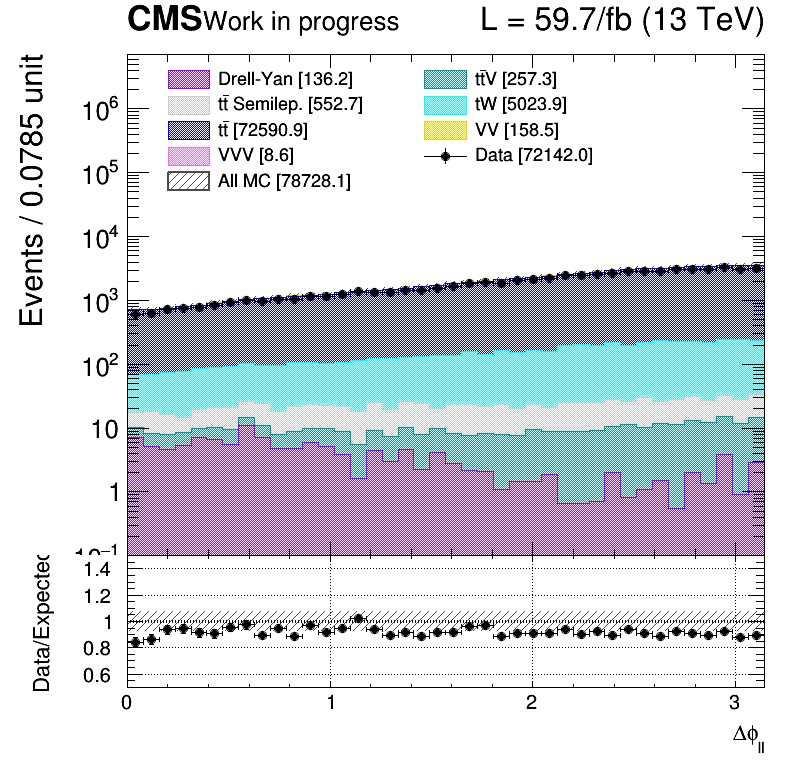 CMS Work in progress L = 59.7/fb (13 TeV)
Events / 0.0785 unit
Drell-Yan [136.2]
tt̄ Semilep. [552.7]
tt̄ [72590.9]
VVV [8.6]
All MC [78728.1]
tt̄V [257.3]
tW [5023.9]
VV [158.5]
Data [72142.0]
10⁶
10⁵
10⁴
10³
10²
10
1
10⁻¹
Data/Expected
1.4
1.2
1
0.8
0.6
0 1 2 3
Δϕ_ll